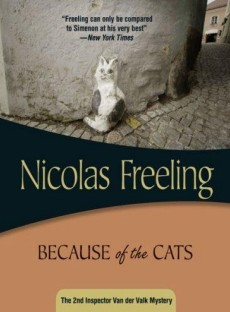 "Freeling can only be compared
to Simenon at his very best"
—New York Times
Nicolas Freeling
BECAUSE of the CATS
The 2nd Inspector Van der Valk Mystery